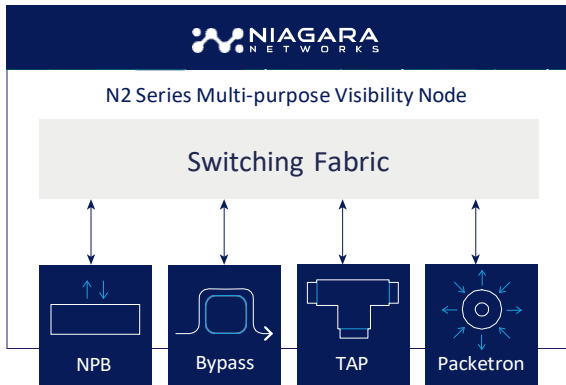 NIAGARA
NETWORKS
N2 Series Multi-purpose Visibility Node
Switching Fabric
NPB
Bypass
TAP
Packetron